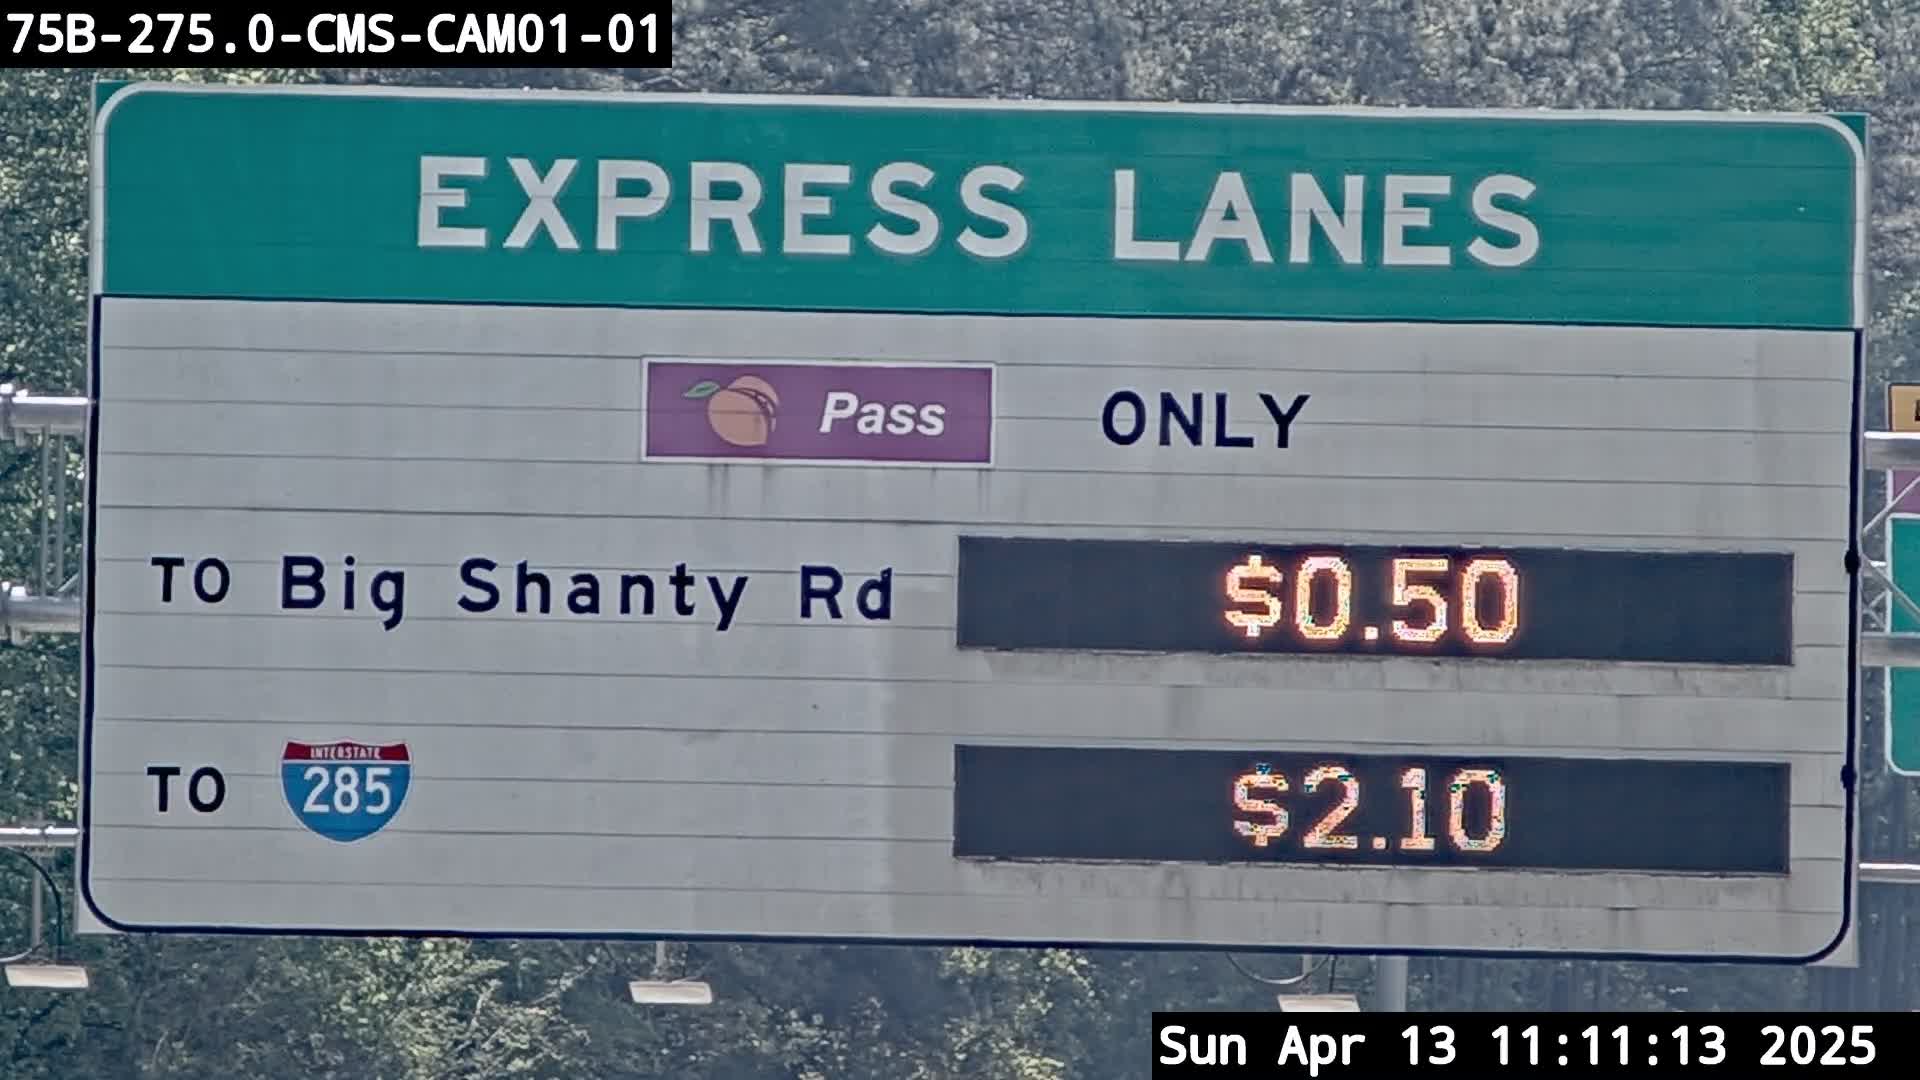 75B-275.0-CMS-CAM01-01
EXPRESS LANES
Pass ONLY
TO Big Shanty Rd $0.50
TO INTERSTATE 285 $2.10
Sun Apr 13 11:11:13 2025